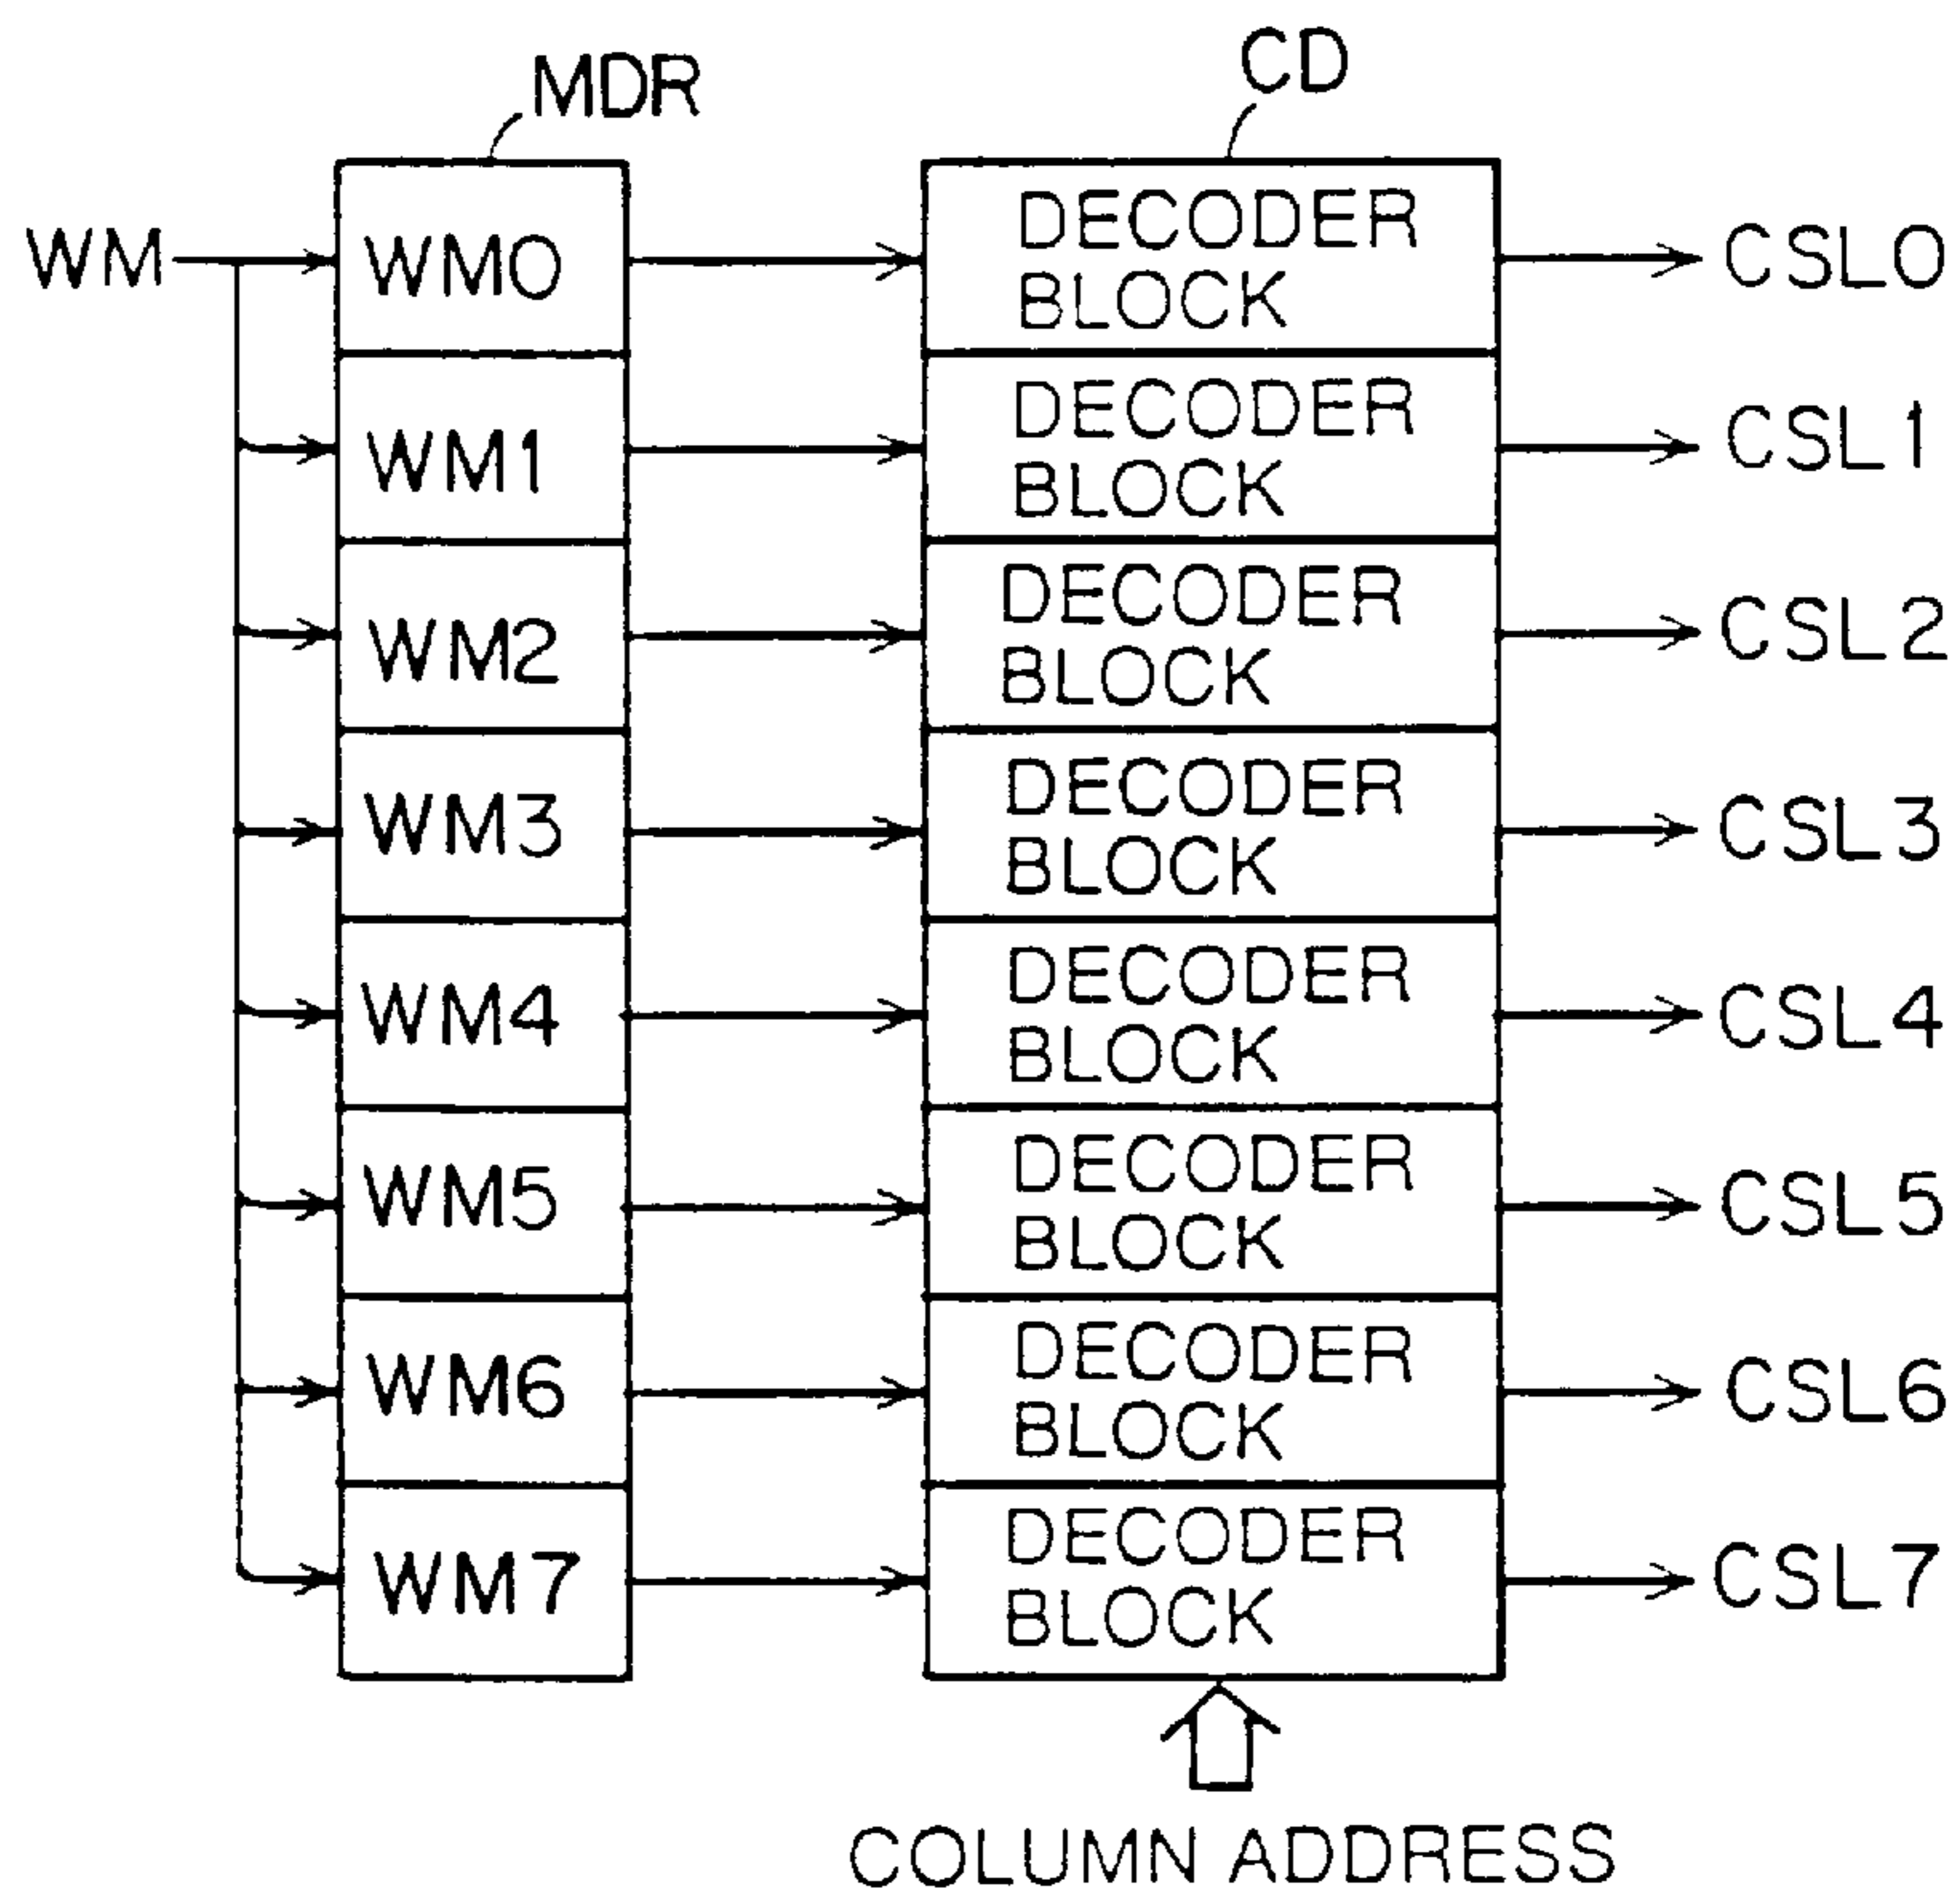 MDR
CD
WM
WM0
DECODER
BLOCK
CSL0
WM1
DECODER
BLOCK
CSL1
WM2
DECODER
BLOCK
CSL2
WM3
DECODER
BLOCK
CSL3
WM4
DECODER
BLOCK
CSL4
WM5
DECODER
BLOCK
CSL5
WM6
DECODER
BLOCK
CSL6
WM7
DECODER
BLOCK
CSL7
COLUMN ADDRESS